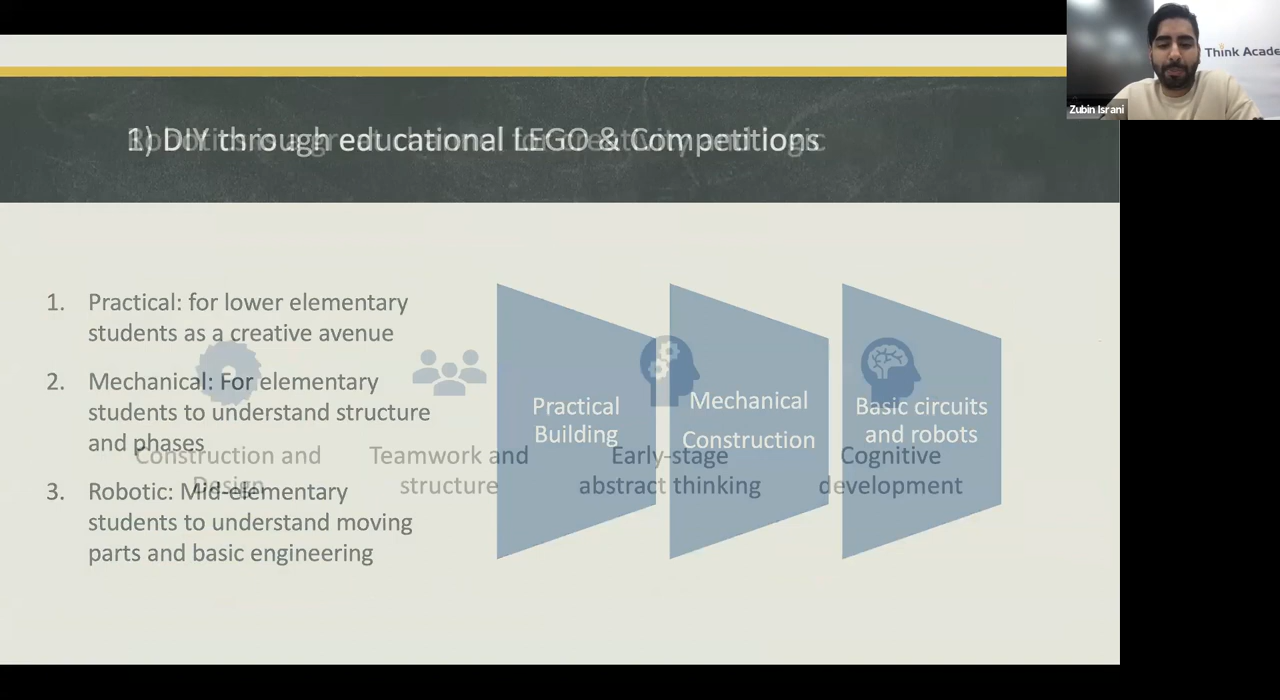 Think Acade
Zubin Israni
1) DIY through educational LEGO & Competitions
1. Practical: for lower elementary
students as a creative avenue
2. Mechanical: For elementary
students to understand structure
and phases
3. Robotic: Mid-elementary
students to understand moving
parts and basic engineering
Practical
Building
Mechanical
Construction
Basic circuits
and robots
Construction and
Design
Teamwork and
structure
Early-stage
abstract thinking
Cognitive
development